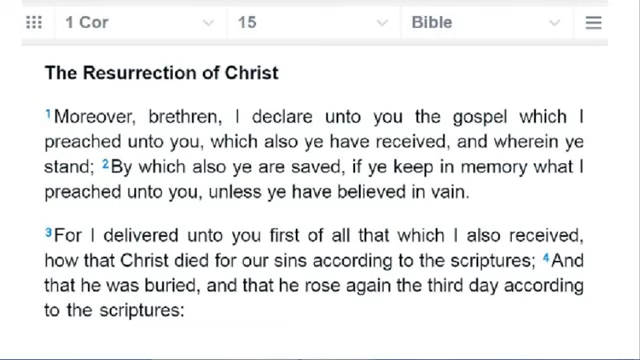 1 Cor 15 Bible
The Resurrection of Christ
1Moreover, brethren, I declare unto you the gospel which I
preached unto you, which also ye have received, and wherein ye
stand; 2By which also ye are saved, if ye keep in memory what I
preached unto you, unless ye have believed in vain.
3For I delivered unto you first of all that which I also received,
how that Christ died for our sins according to the scriptures; 4And
that he was buried, and that he rose again the third day according
to the scriptures: